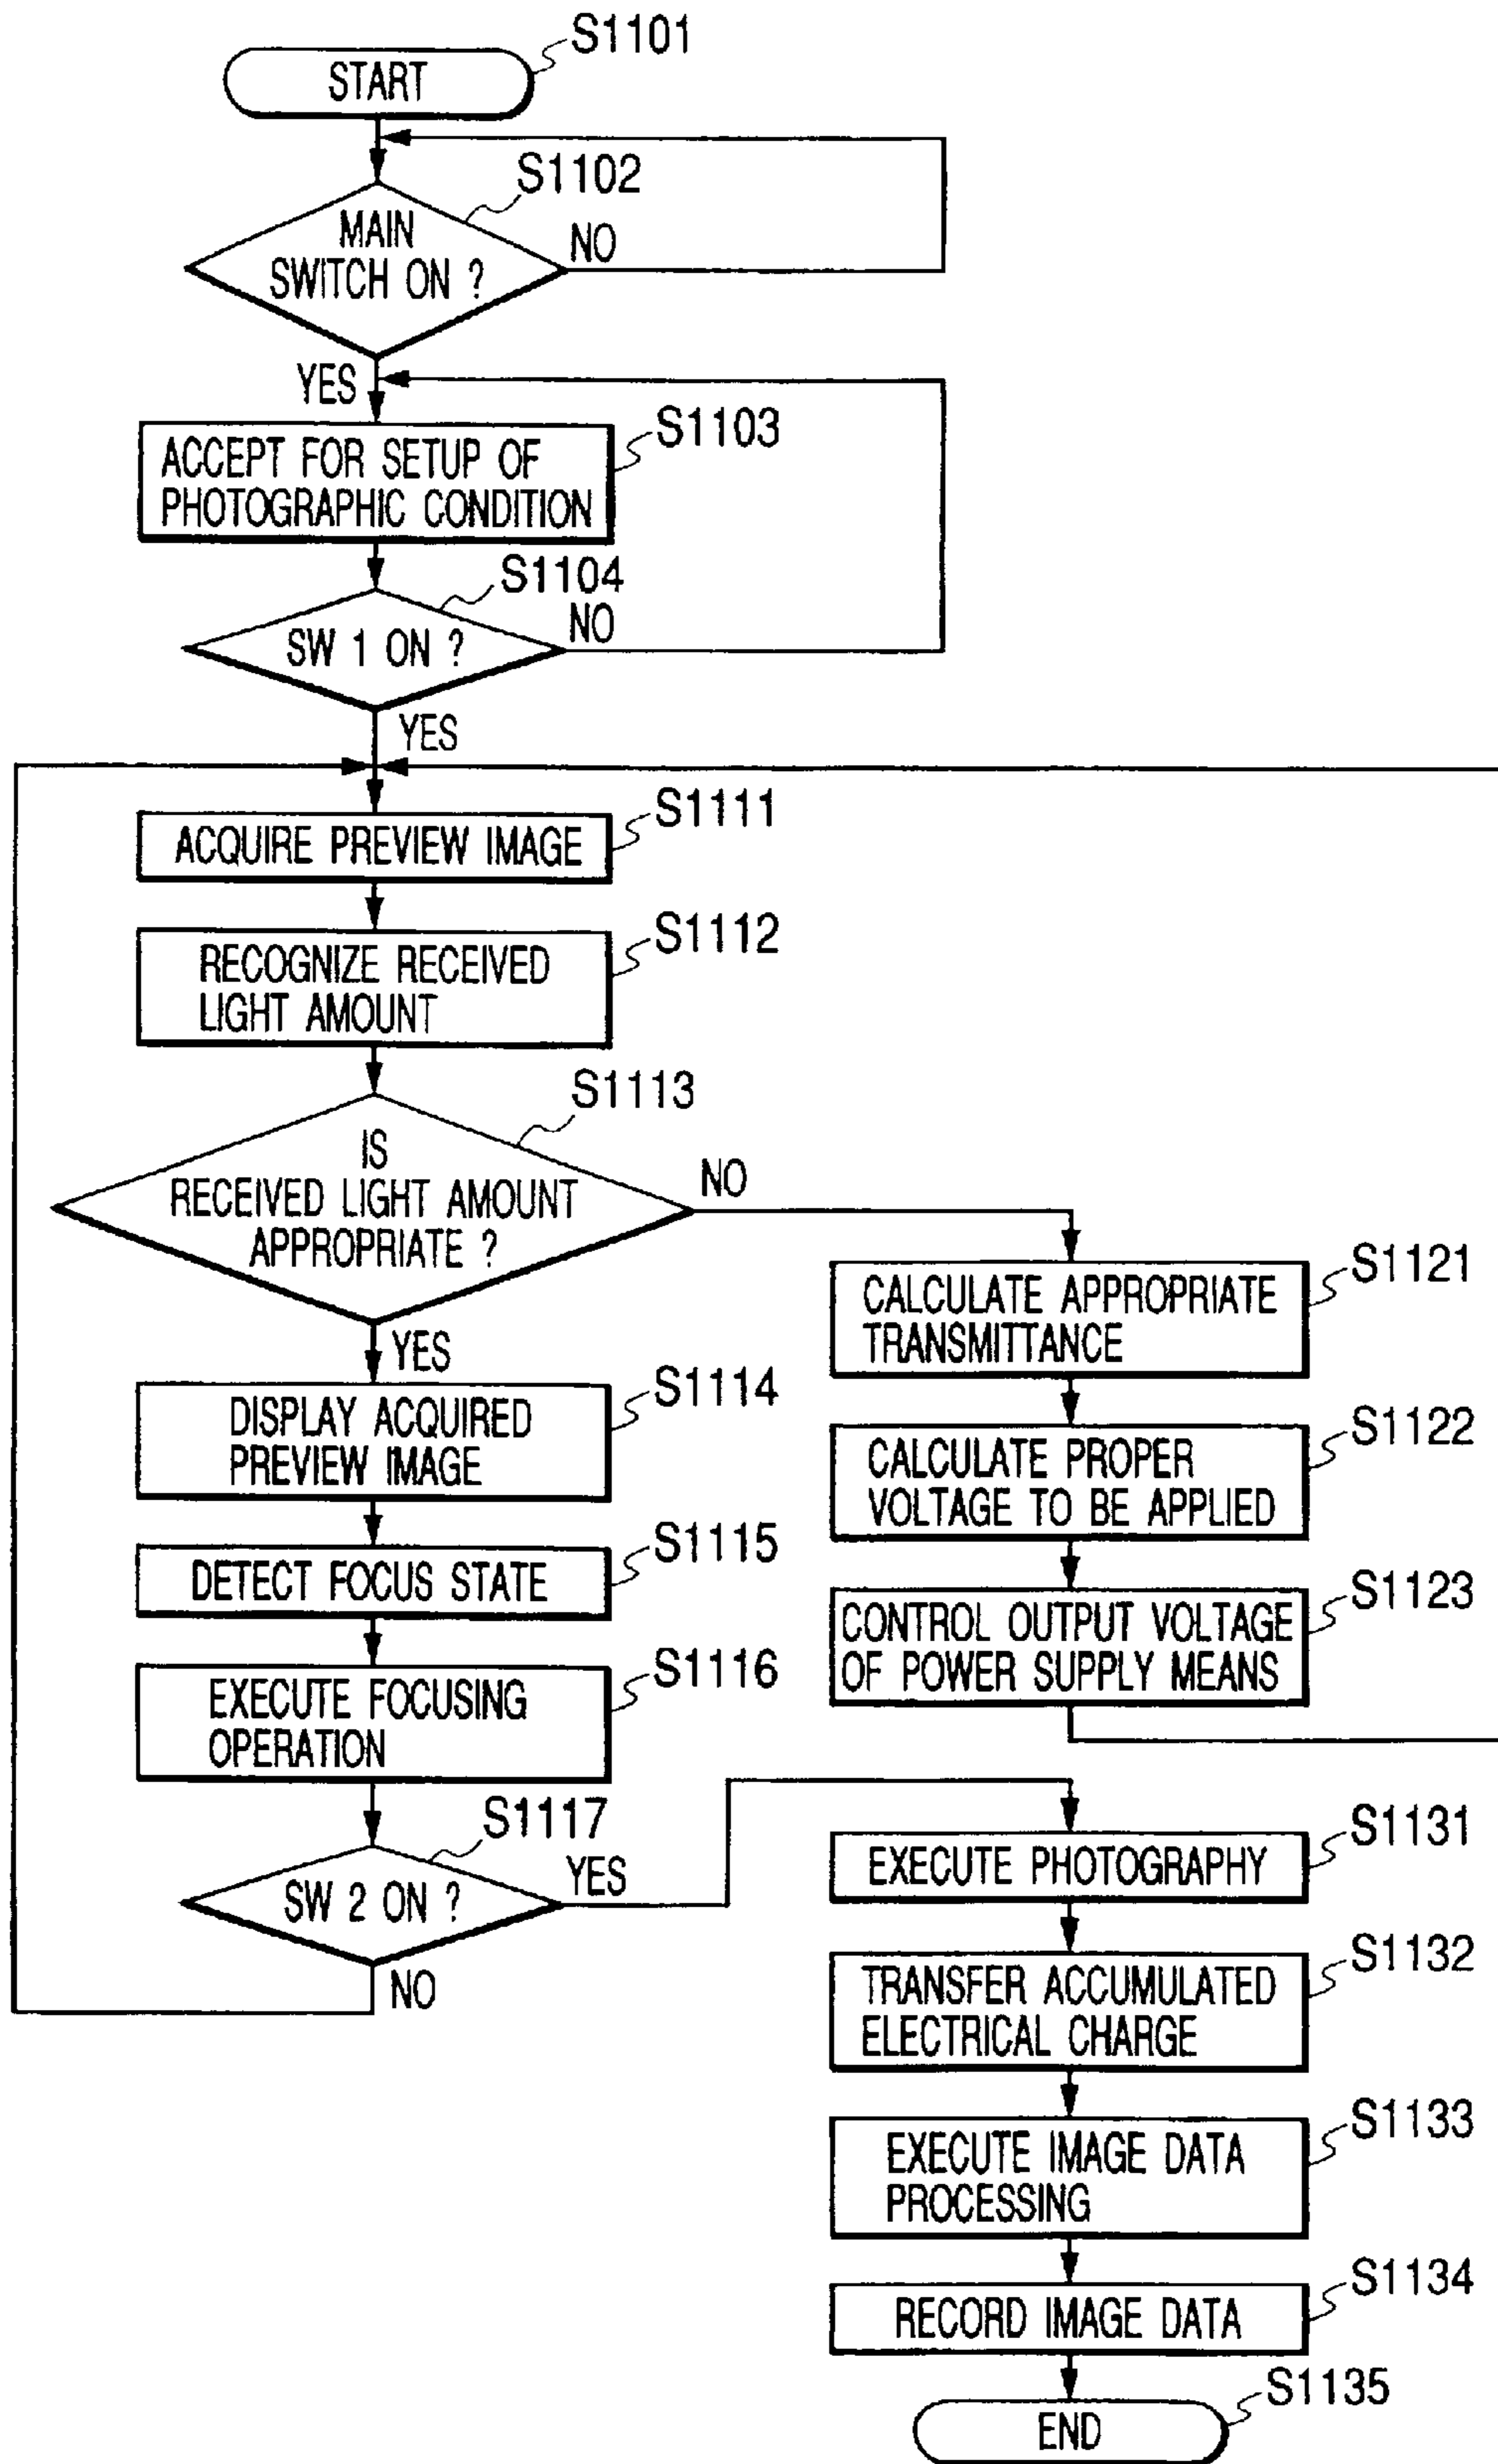 START
S1101
S1102
MAIN
SWITCH ON ?
NO
YES
ACCEPT FOR SETUP OF
PHOTOGRAPHIC CONDITION
S1103
S1104
SW 1 ON ?
NO
YES
ACQUIRE PREVIEW IMAGE
S1111
RECOGNIZE RECEIVED
LIGHT AMOUNT
S1112
S1113
IS
RECEIVED LIGHT AMOUNT
APPROPRIATE ?
NO
YES
DISPLAY ACQUIRED
PREVIEW IMAGE
S1114
DETECT FOCUS STATE
S1115
EXECUTE FOCUSING
OPERATION
S1116
S1117
SW 2 ON ?
YES
NO
CALCULATE APPROPRIATE
TRANSMITTANCE
S1121
CALCULATE PROPER
VOLTAGE TO BE APPLIED
S1122
CONTROL OUTPUT VOLTAGE
OF POWER SUPPLY MEANS
S1123
EXECUTE PHOTOGRAPHY
S1131
TRANSFER ACCUMULATED
ELECTRICAL CHARGE
S1132
EXECUTE IMAGE DATA
PROCESSING
S1133
RECORD IMAGE DATA
S1134
END
S1135